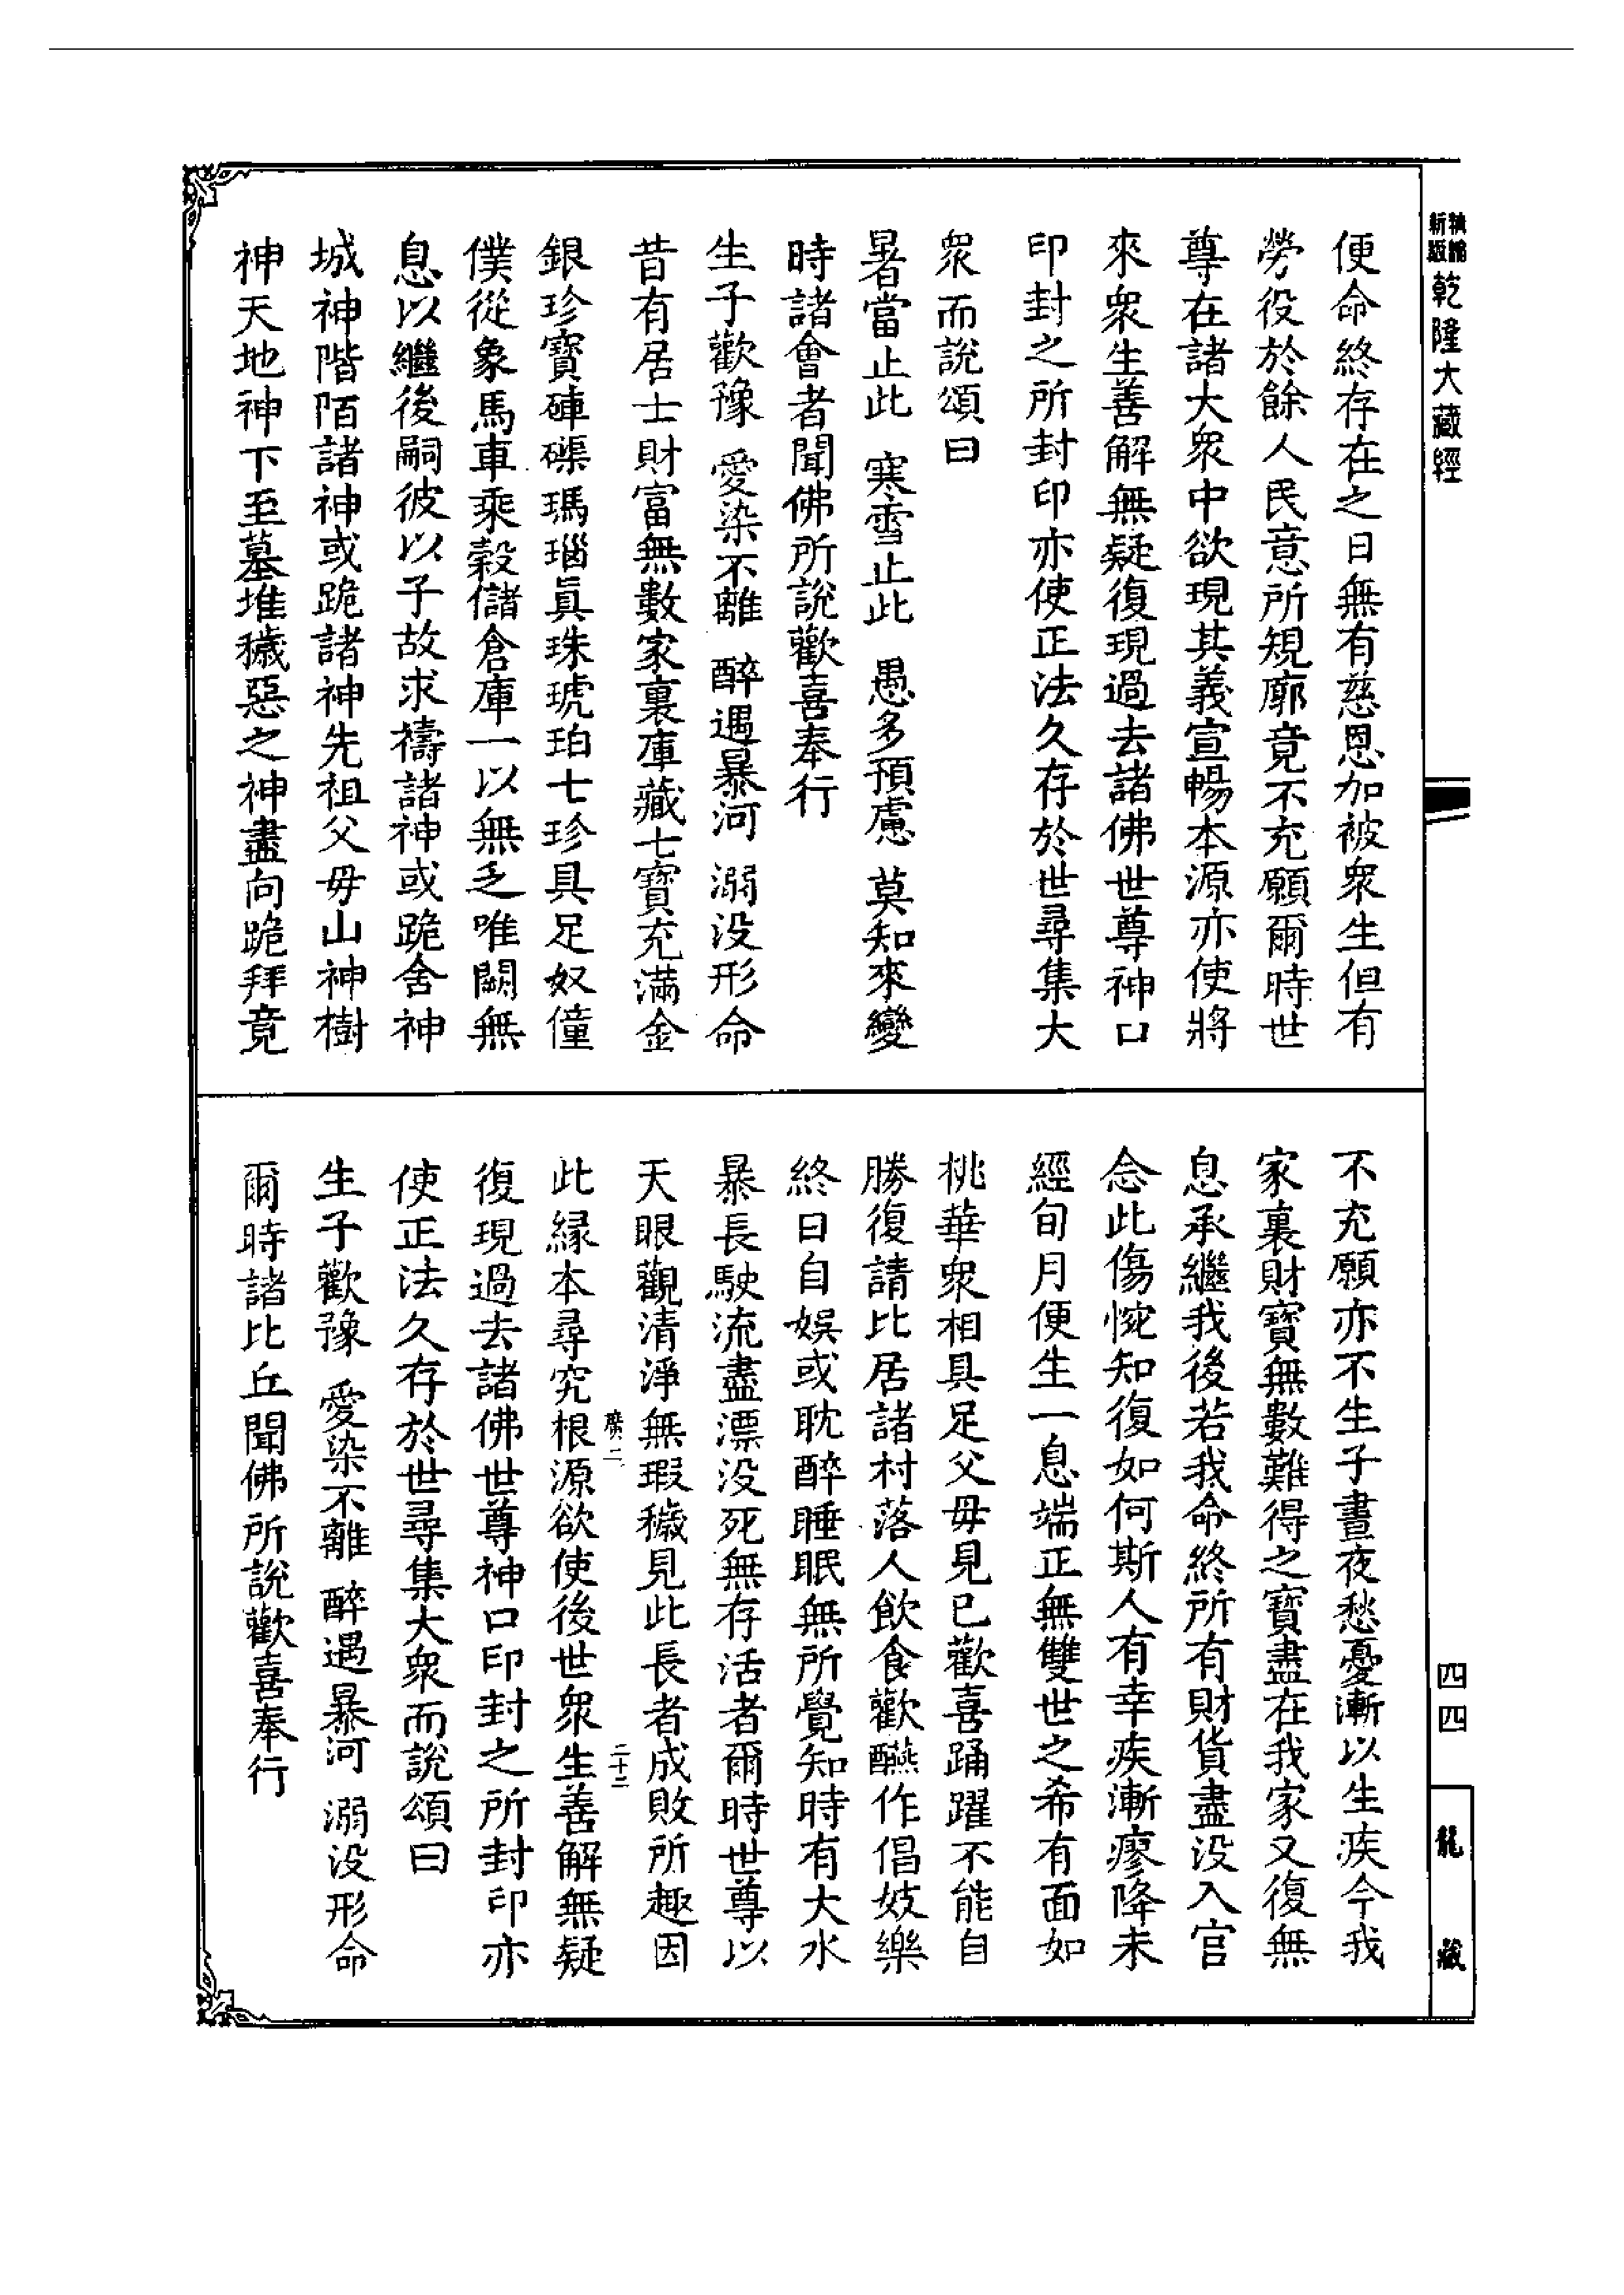 新編縮版乾隆大藏經
便命終存在之日無有慈恩加被衆生但有
勞役於餘人民意所規廓竟不充願爾時世
尊在諸大衆中欲現其義宣暢本源亦使將
來衆生善解無疑復現過去諸佛世尊神口
印封之所封印亦使正法久存於世尋集大
衆而說頌曰
暑當止此 寒雪止此 愚多預慮 莫知來變
時諸會者聞佛所說歡喜奉行
生子歡豫 愛染不離 醉遇暴河 溺没形命
昔有居士財富無數家裏庫藏七寶充滿金
銀珍寶硨磲瑪瑙眞珠琥珀七珍具足奴僮
僕從象馬車乘穀儲倉庫一以無乏唯闕無
息以繼後嗣彼以子故求禱諸神或跪舍神
城神階陌諸神或跪諸神先祖父母山神樹
神天地神下至墓堆穢惡之神盡向跪拜竟
不充願亦不生子晝夜愁憂漸以生疾今我
家裏財寶無數難得之寶盡在我家又復無
息承繼我後若我命終所有財貨盡没入官
念此傷惋知復如何斯人有幸疾漸瘳降未
經旬月便生一息端正無雙世之希有面如
桃華衆相具足父母見已歡喜踊躍不能自
勝復請比居諸村落人飲食歡醼作倡妓樂
終日自娛或耽醉睡眠無所覺知時有大水
暴長駛流盡漂没死無存活者爾時世尊以
天眼觀清淨無瑕穢見此長者成敗所趣因
廣二
二十二
此緣本尋究根源欲使後世衆生善解無疑
復現過去諸佛世尊神口印封之所封印亦
使正法久存於世尋集大衆而說頌曰
生子歡豫 愛染不離 醉遇暴河 溺没形命
爾時諸比丘聞佛所說歡喜奉行
四四
龍藏